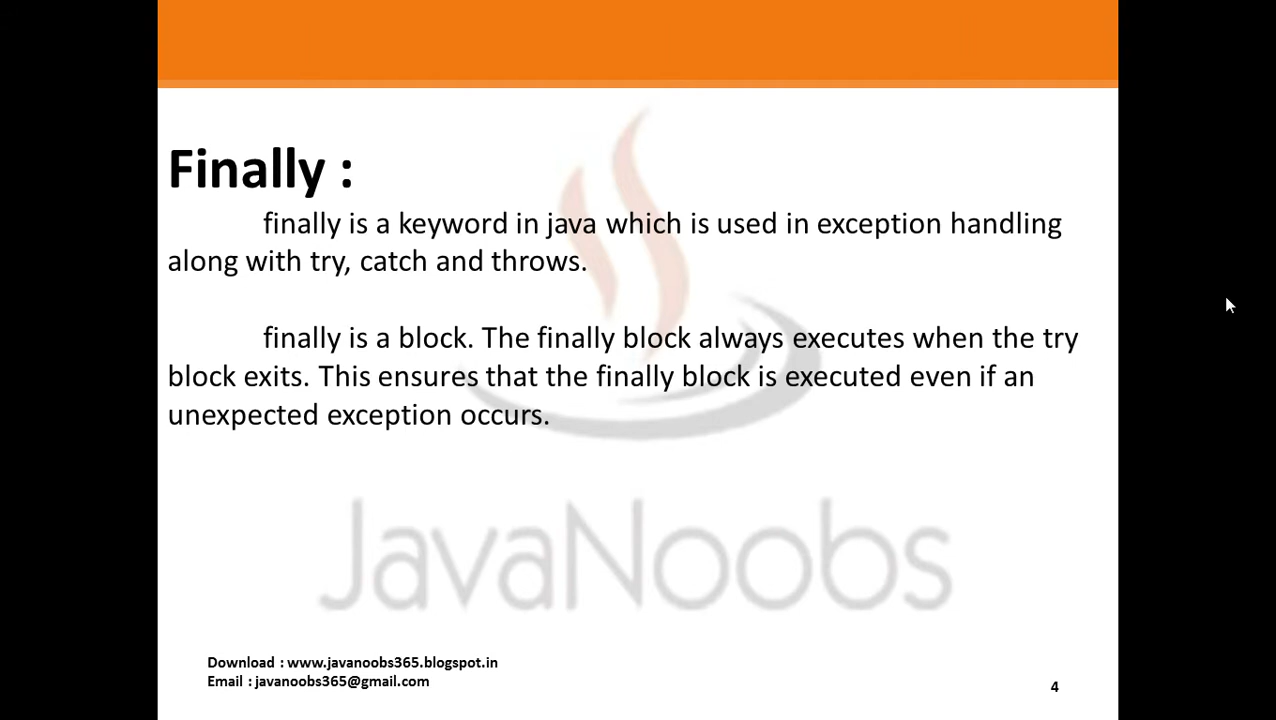 Finally :
finally is a keyword in java which is used in exception handling
along with try, catch and throws.
finally is a block. The finally block always executes when the try
block exits. This ensures that the finally block is executed even if an
unexpected exception occurs.
JavaNoobs
Download : www.javanoobs365.blogspot.in
Email : javanoobs365@gmail.com
4